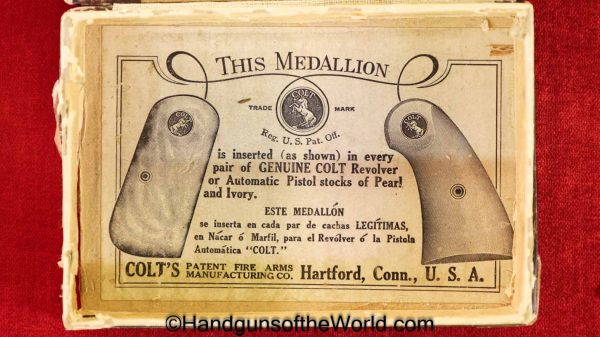 THIS MEDALLION
COLT
COLT
COLT
TRADE MARK
Reg. U.S. Pat. Off.
is inserted (as shown) in every
pair of GENUINE COLT Revolver
or Automatic Pistol stocks of Pearl
and Ivory.
ESTE MEDALLÓN
se inserta en cada par de cachas LEGÍTIMAS,
en Nácar ó Marfil, para el Revólver ó la Pistola
Automática "COLT."
COLT'S PATENT FIRE ARMS MANUFACTURING CO. Hartford, Conn., U. S. A.
©HandgunsoftheWorld.com